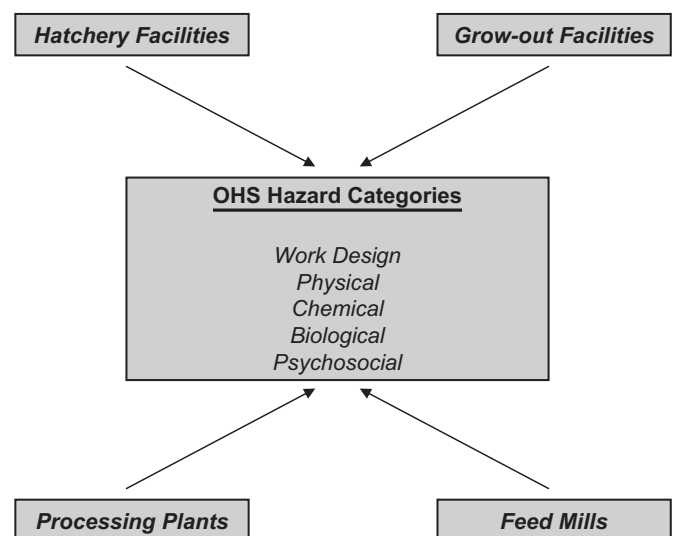 Hatchery Facilities
Grow-out Facilities
OHS Hazard Categories
Work Design
Physical
Chemical
Biological
Psychosocial
Processing Plants
Feed Mills